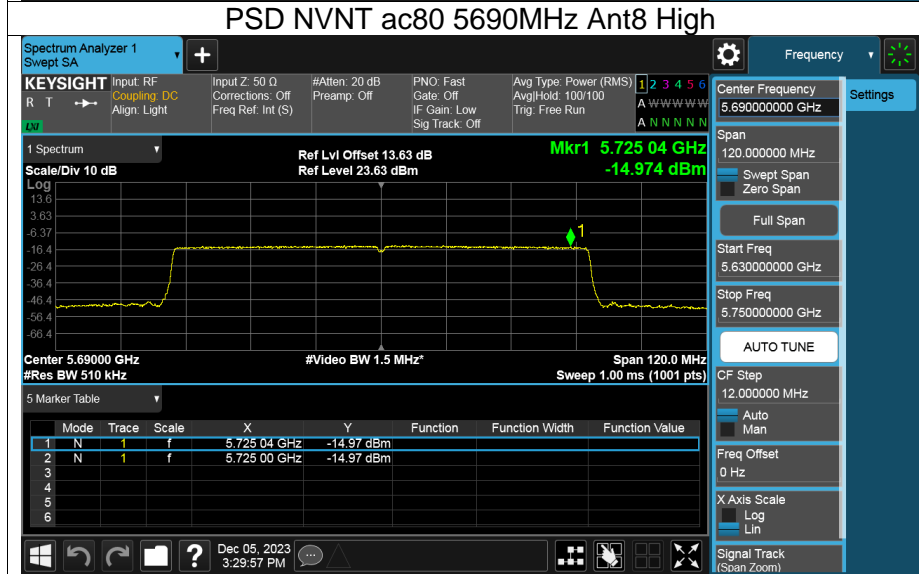 PSD NVNT ac80 5690MHz Ant8 High
Spectrum Analyzer 1
Swept SA
+
Frequency
KEYSIGHT Input: RF Input Z: 50 Ω #Atten: 20 dB PNO: Fast Avg Type: Power (RMS) 1 2 3 4 5 6
R T Coupling: DC Corrections: Off Preamp: Off Gate: Off Avg|Hold: 100/100 A W W W W W
Align: Light Freq Ref: Int (S) IF Gain: Low Trig: Free Run
LXI Sig Track: Off A N N N N N
1 Spectrum
Ref Lvl Offset 13.63 dB Mkr1 5.725 04 GHz
Scale/Div 10 dB Ref Level 23.63 dBm -14.974 dBm
Log
13.6
3.63
-6.37
1
-16.4
-26.4
-36.4
-46.4
-56.4
-66.4
Center 5.69000 GHz #Video BW 1.5 MHz* Span 120.0 MHz
#Res BW 510 kHz Sweep 1.00 ms (1001 pts)
5 Marker Table
Mode Trace Scale X Y Function Function Width Function Value
1 N 1 f 5.725 04 GHz -14.97 dBm
2 N 1 f 5.725 00 GHz -14.97 dBm
3
4
5
6
? Dec 05, 2023
3:29:57 PM
Center Frequency
5.690000000 GHz
Settings
Span
120.000000 MHz
Swept Span
Zero Span
Full Span
Start Freq
5.630000000 GHz
Stop Freq
5.750000000 GHz
AUTO TUNE
CF Step
12.000000 MHz
Auto
Man
Freq Offset
0 Hz
X Axis Scale
Log
Lin
Signal Track
(Span Zoom)